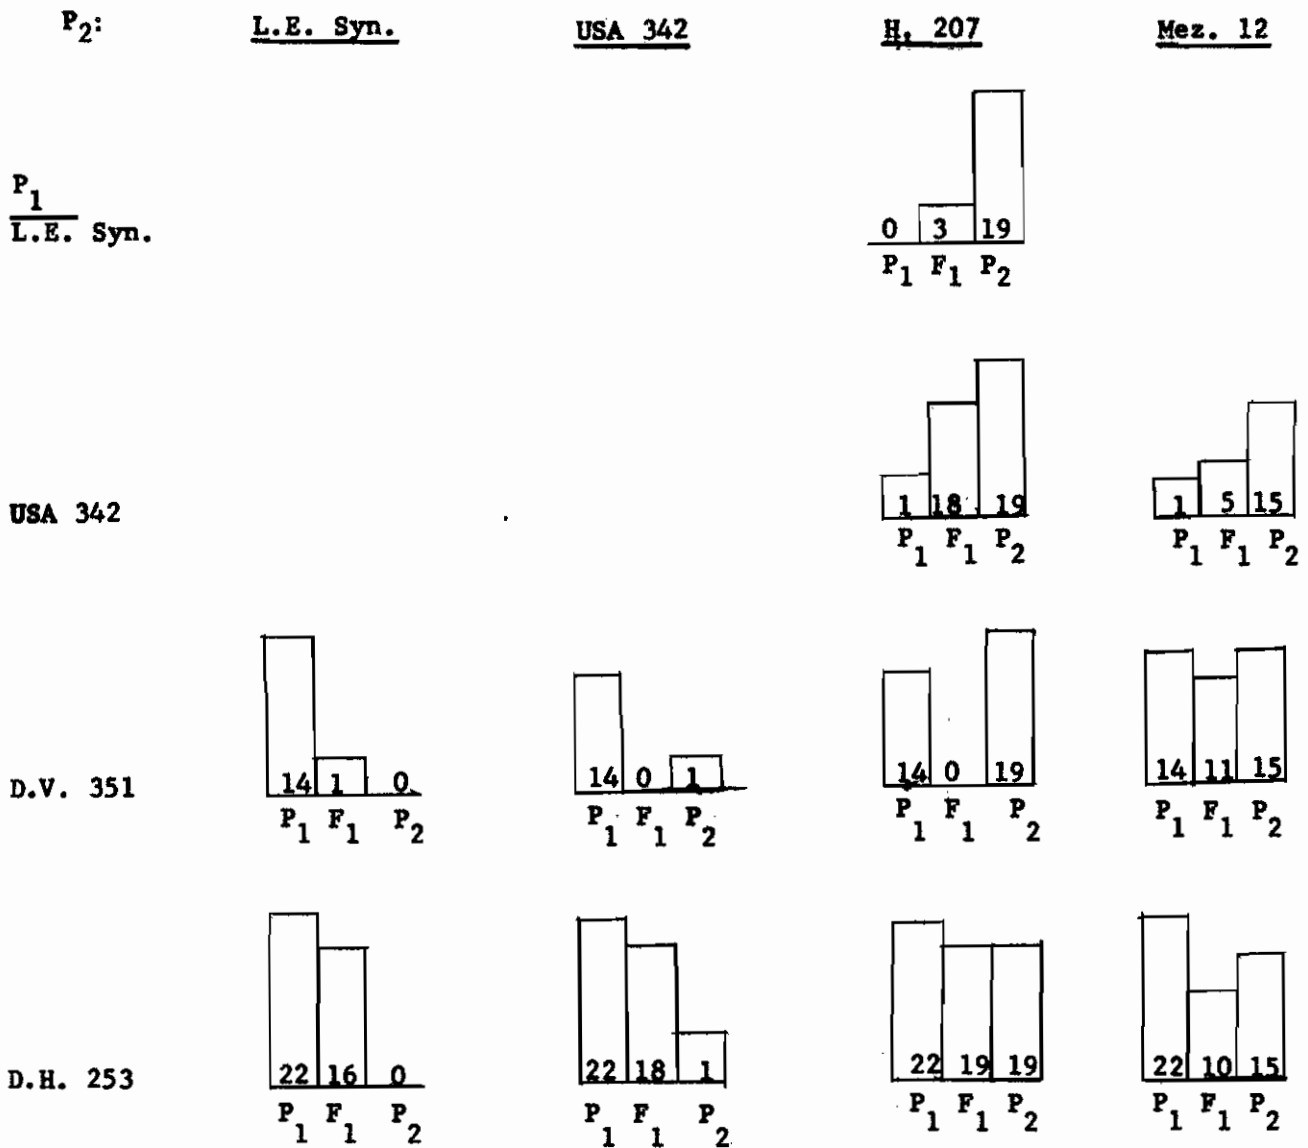 P2: L.E. Syn. USA 342 H. 207 Mez. 12
P1
L.E. Syn.
0 3 19
P1 F1 P2
USA 342
1 18 19 1 5 15
P1 F1 P2 P1 F1 P2
D.V. 351
14 1 0 14 0 1 14 0 19 14 11 15
P1 F1 P2 P1 F1 P2 P1 F1 P2 P1 F1 P2
D.H. 253
22 16 0 22 18 1 22 19 19 22 10 15
P1 F1 P2 P1 F1 P2 P1 F1 P2 P1 F1 P2